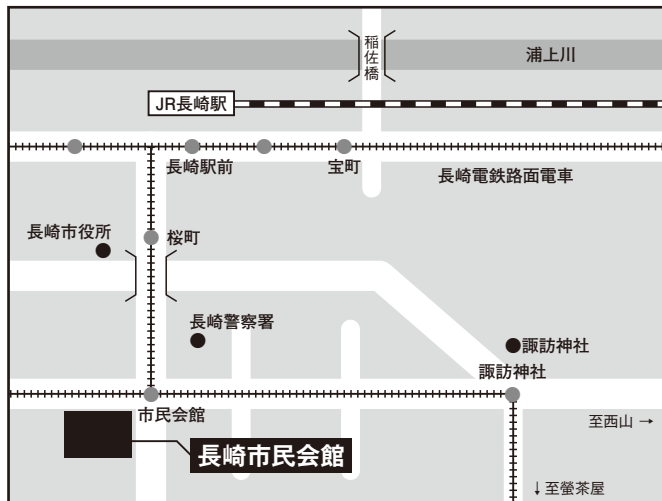 稲佐橋
浦上川
JR長崎駅
長崎駅前
宝町
長崎電鉄路面電車
長崎市役所
桜町
長崎警察署
諏訪神社
諏訪神社
市民会館
至西山 →
長崎市民会館
↓至螢茶屋